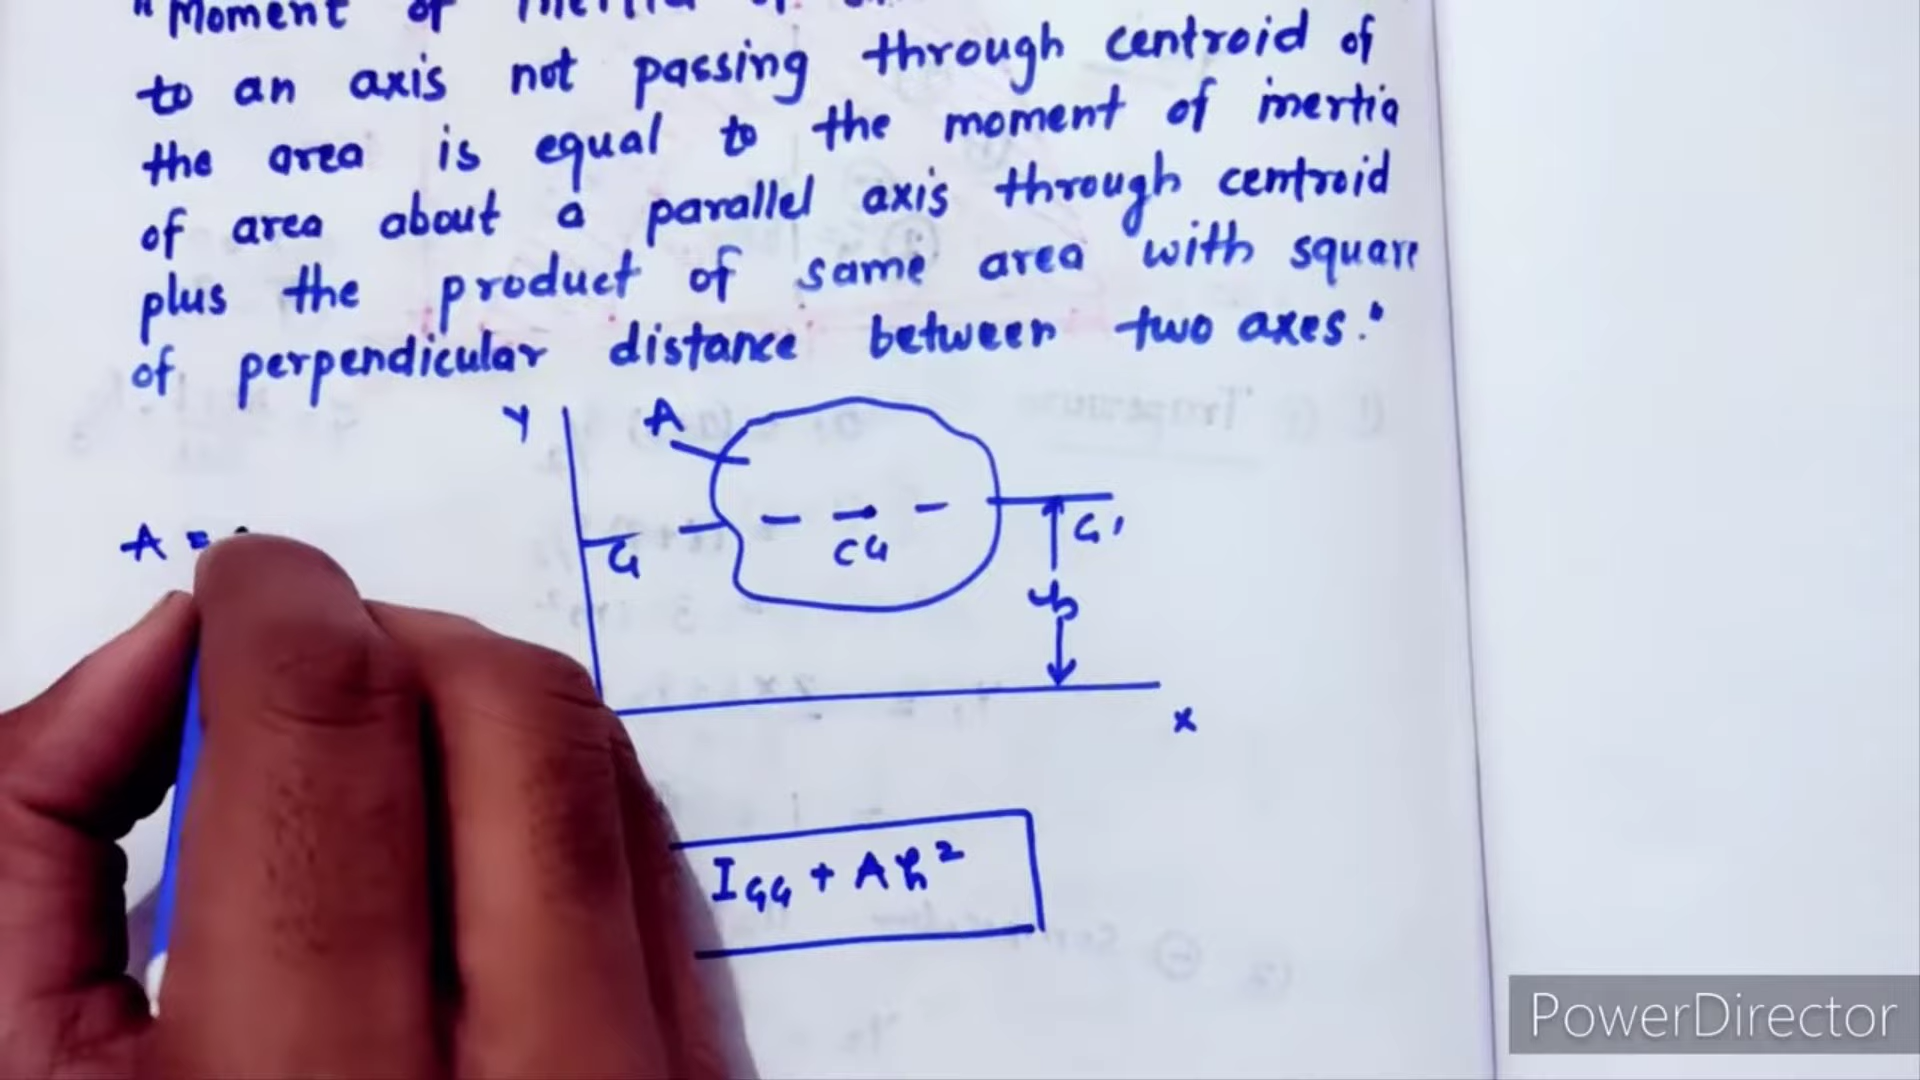 "Moment of
to an axis not passing through centroid of
the area is equal to the moment of inertia
of area about a parallel axis through centroid
plus the product of same area with square
of perpendicular distance between two axes."
Y
A
A =
G
CG
G'
h
X
IGG + Ah²
PowerDirector